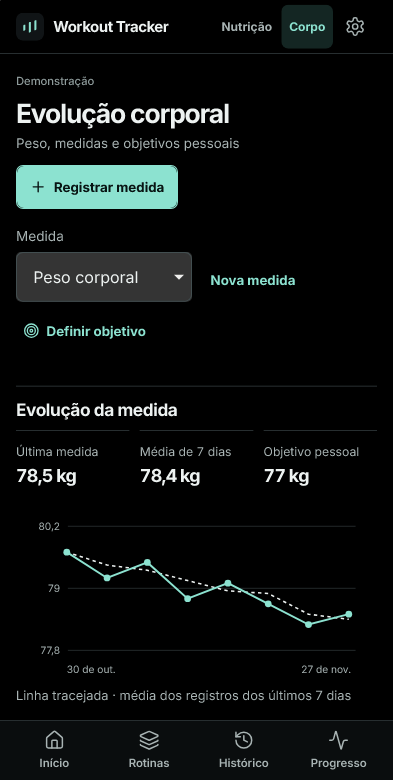 Workout Tracker
Nutrição
Corpo
Demonstração
Evolução corporal
Peso, medidas e objetivos pessoais
+ Registrar medida
Medida
Peso corporal
Nova medida
Definir objetivo
Evolução da medida
Última medida
Média de 7 dias
Objetivo pessoal
78,5 kg
78,4 kg
77 kg
80,2
79
77,8
30 de out.
27 de nov.
Linha tracejada · média dos registros dos últimos 7 dias
Início
Rotinas
Histórico
Progresso